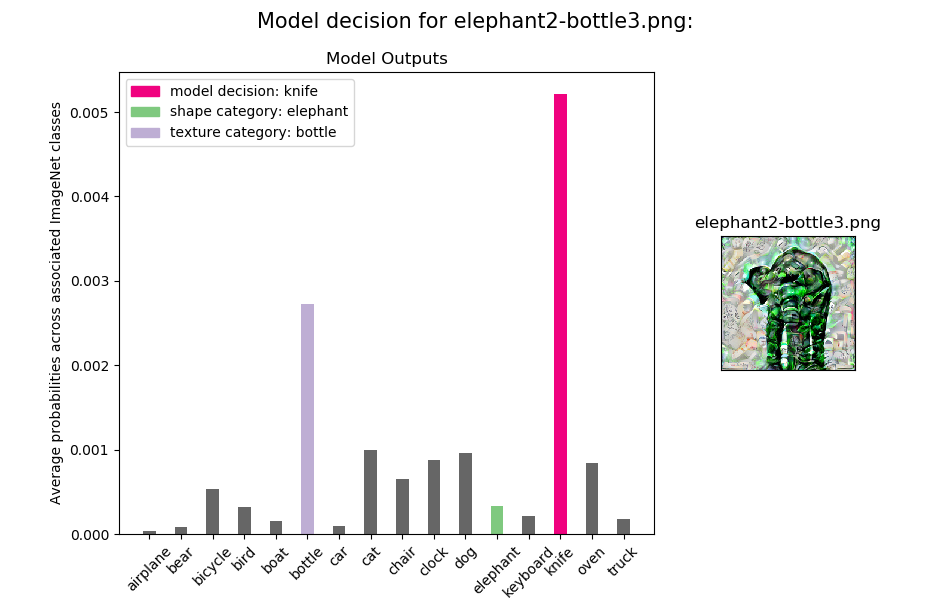 Model decision for elephant2-bottle3.png:
Model Outputs
model decision: knife
shape category: elephant
texture category: bottle
Average probabilities across associated ImageNet classes
0.005
0.004
0.003
0.002
0.001
0.000
airplane
bear
bicycle
bird
boat
bottle
car
cat
chair
clock
dog
elephant
keyboard
knife
oven
truck
elephant2-bottle3.png